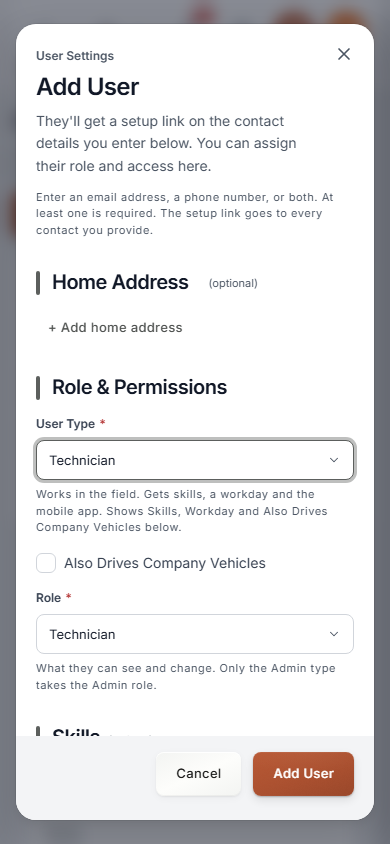 User Settings
Add User
They'll get a setup link on the contact
details you enter below. You can assign
their role and access here.
Enter an email address, a phone number, or both. At
least one is required. The setup link goes to every
contact you provide.
Home Address (optional)
+ Add home address
Role & Permissions
User Type *
Technician
Works in the field. Gets skills, a workday and the
mobile app. Shows Skills, Workday and Also Drives
Company Vehicles below.
Also Drives Company Vehicles
Role *
Technician
What they can see and change. Only the Admin type
takes the Admin role.
Skills
Cancel
Add User